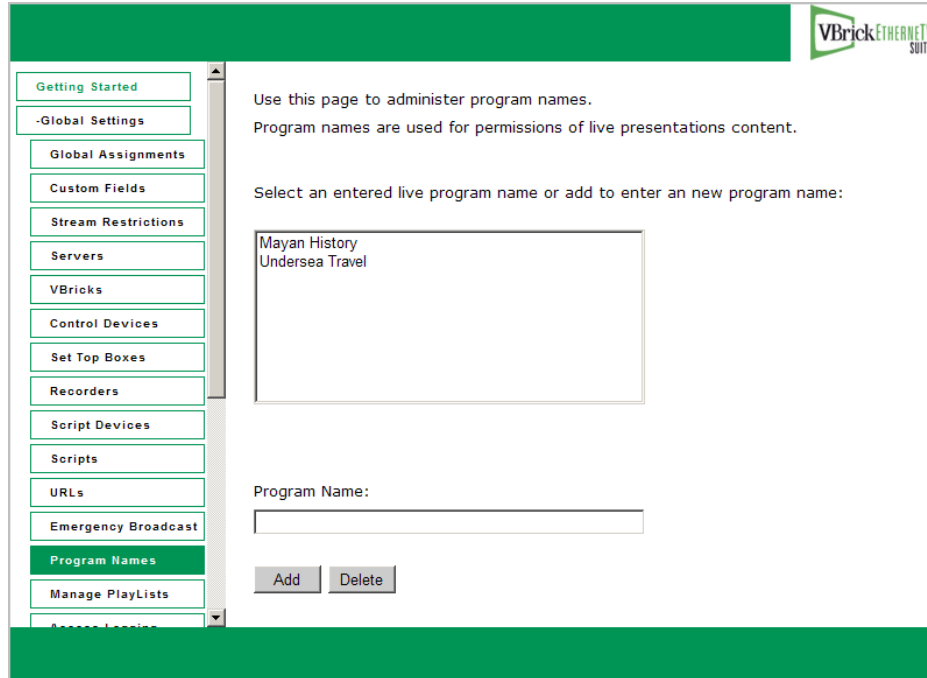 VBrick ETHERNET
SUIT
Getting Started
-Global Settings
Global Assignments
Custom Fields
Stream Restrictions
Servers
VBricks
Control Devices
Set Top Boxes
Recorders
Script Devices
Scripts
URLs
Emergency Broadcast
Program Names
Manage PlayLists
Use this page to administer program names.
Program names are used for permissions of live presentations content.
Select an entered live program name or add to enter an new program name:
Mayan History
Undersea Travel
Program Name:
Add Delete